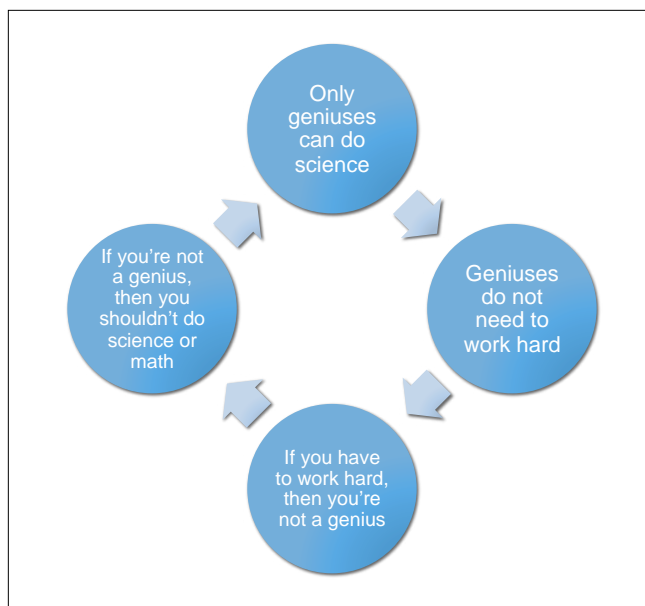 Only
geniuses
can do
science
Geniuses
do not
need to
work hard
If you have
to work hard,
then you're
not a genius
If you're not
a genius,
then you
shouldn't do
science or
math